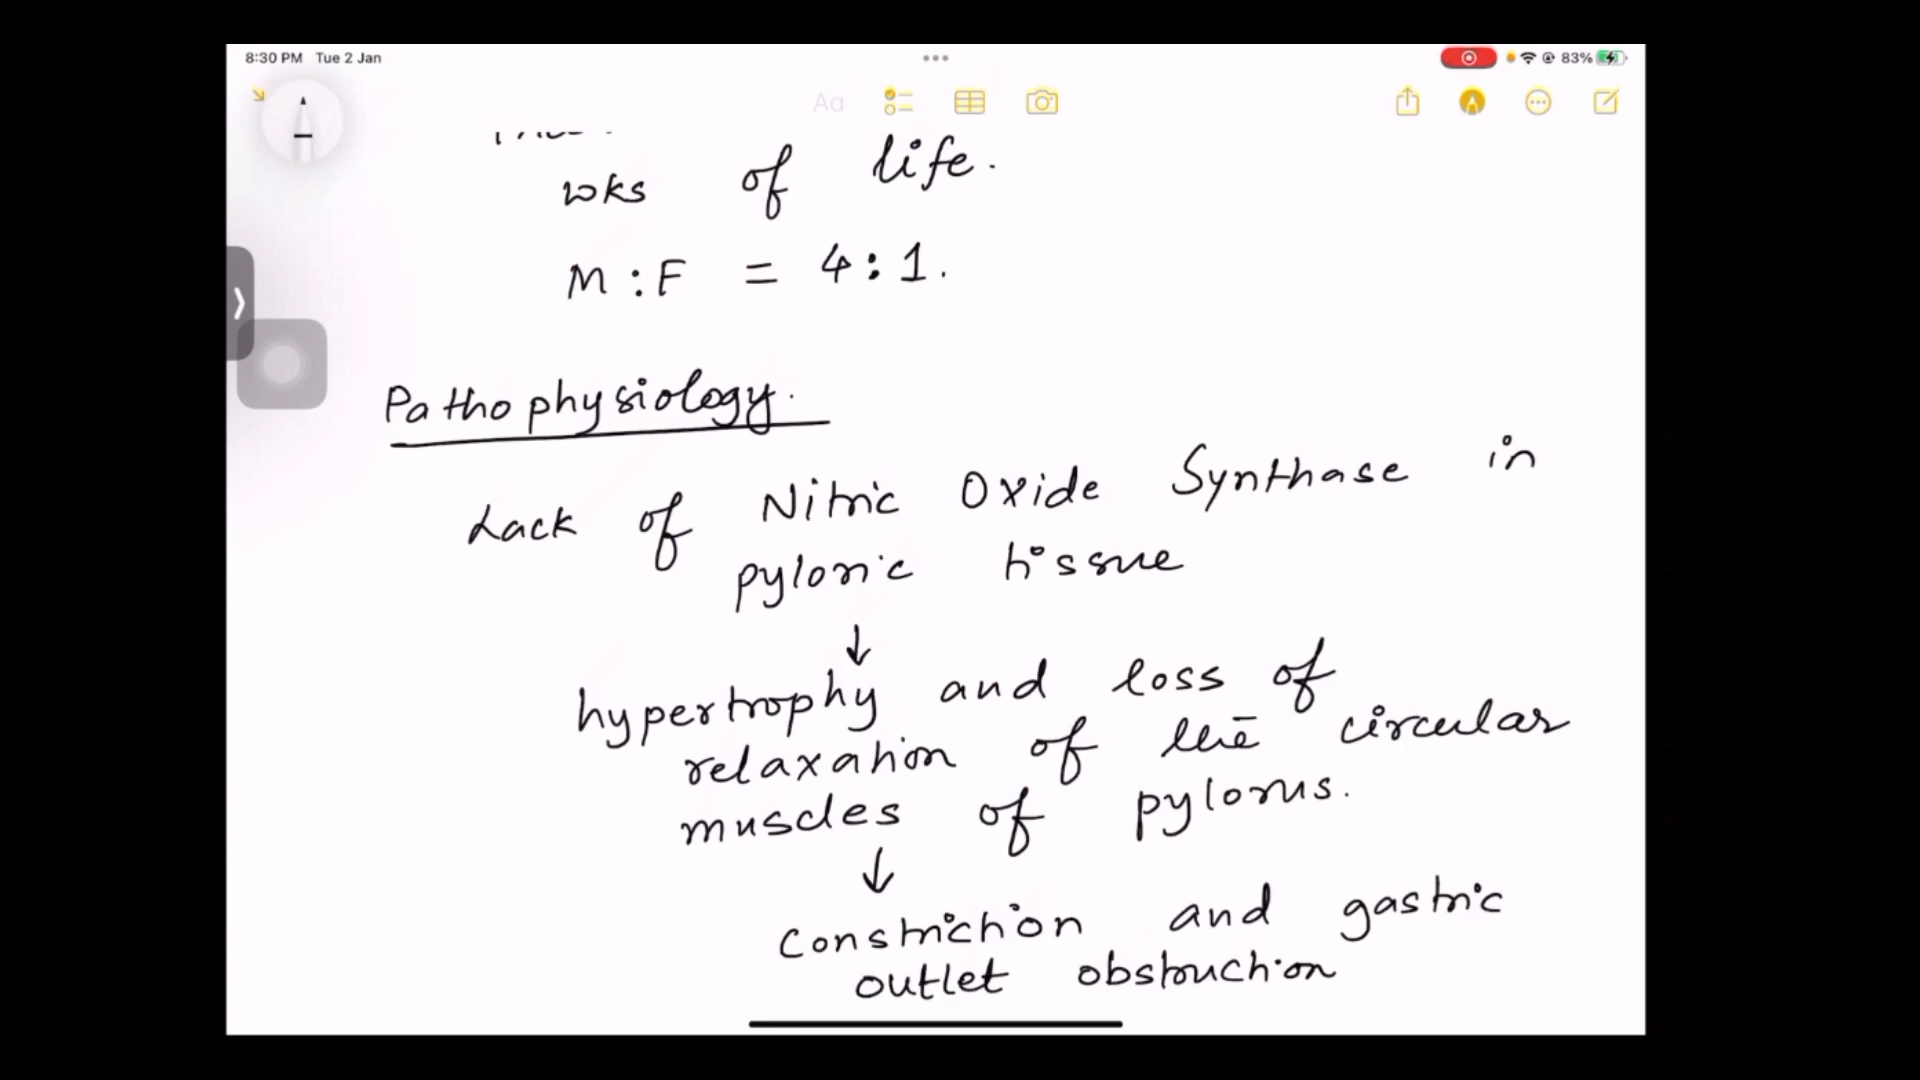 8:30 PM Tue 2 Jan
83%
Aa
wks of life.
M : F = 4 : 1.
Pathophysiology.
Lack of Nitric Oxide Synthase in
pyloric tissue
↓
hypertrophy and loss of
relaxation of the circular
muscles of pylorus.
↓
constriction and gastric
outlet obstruction